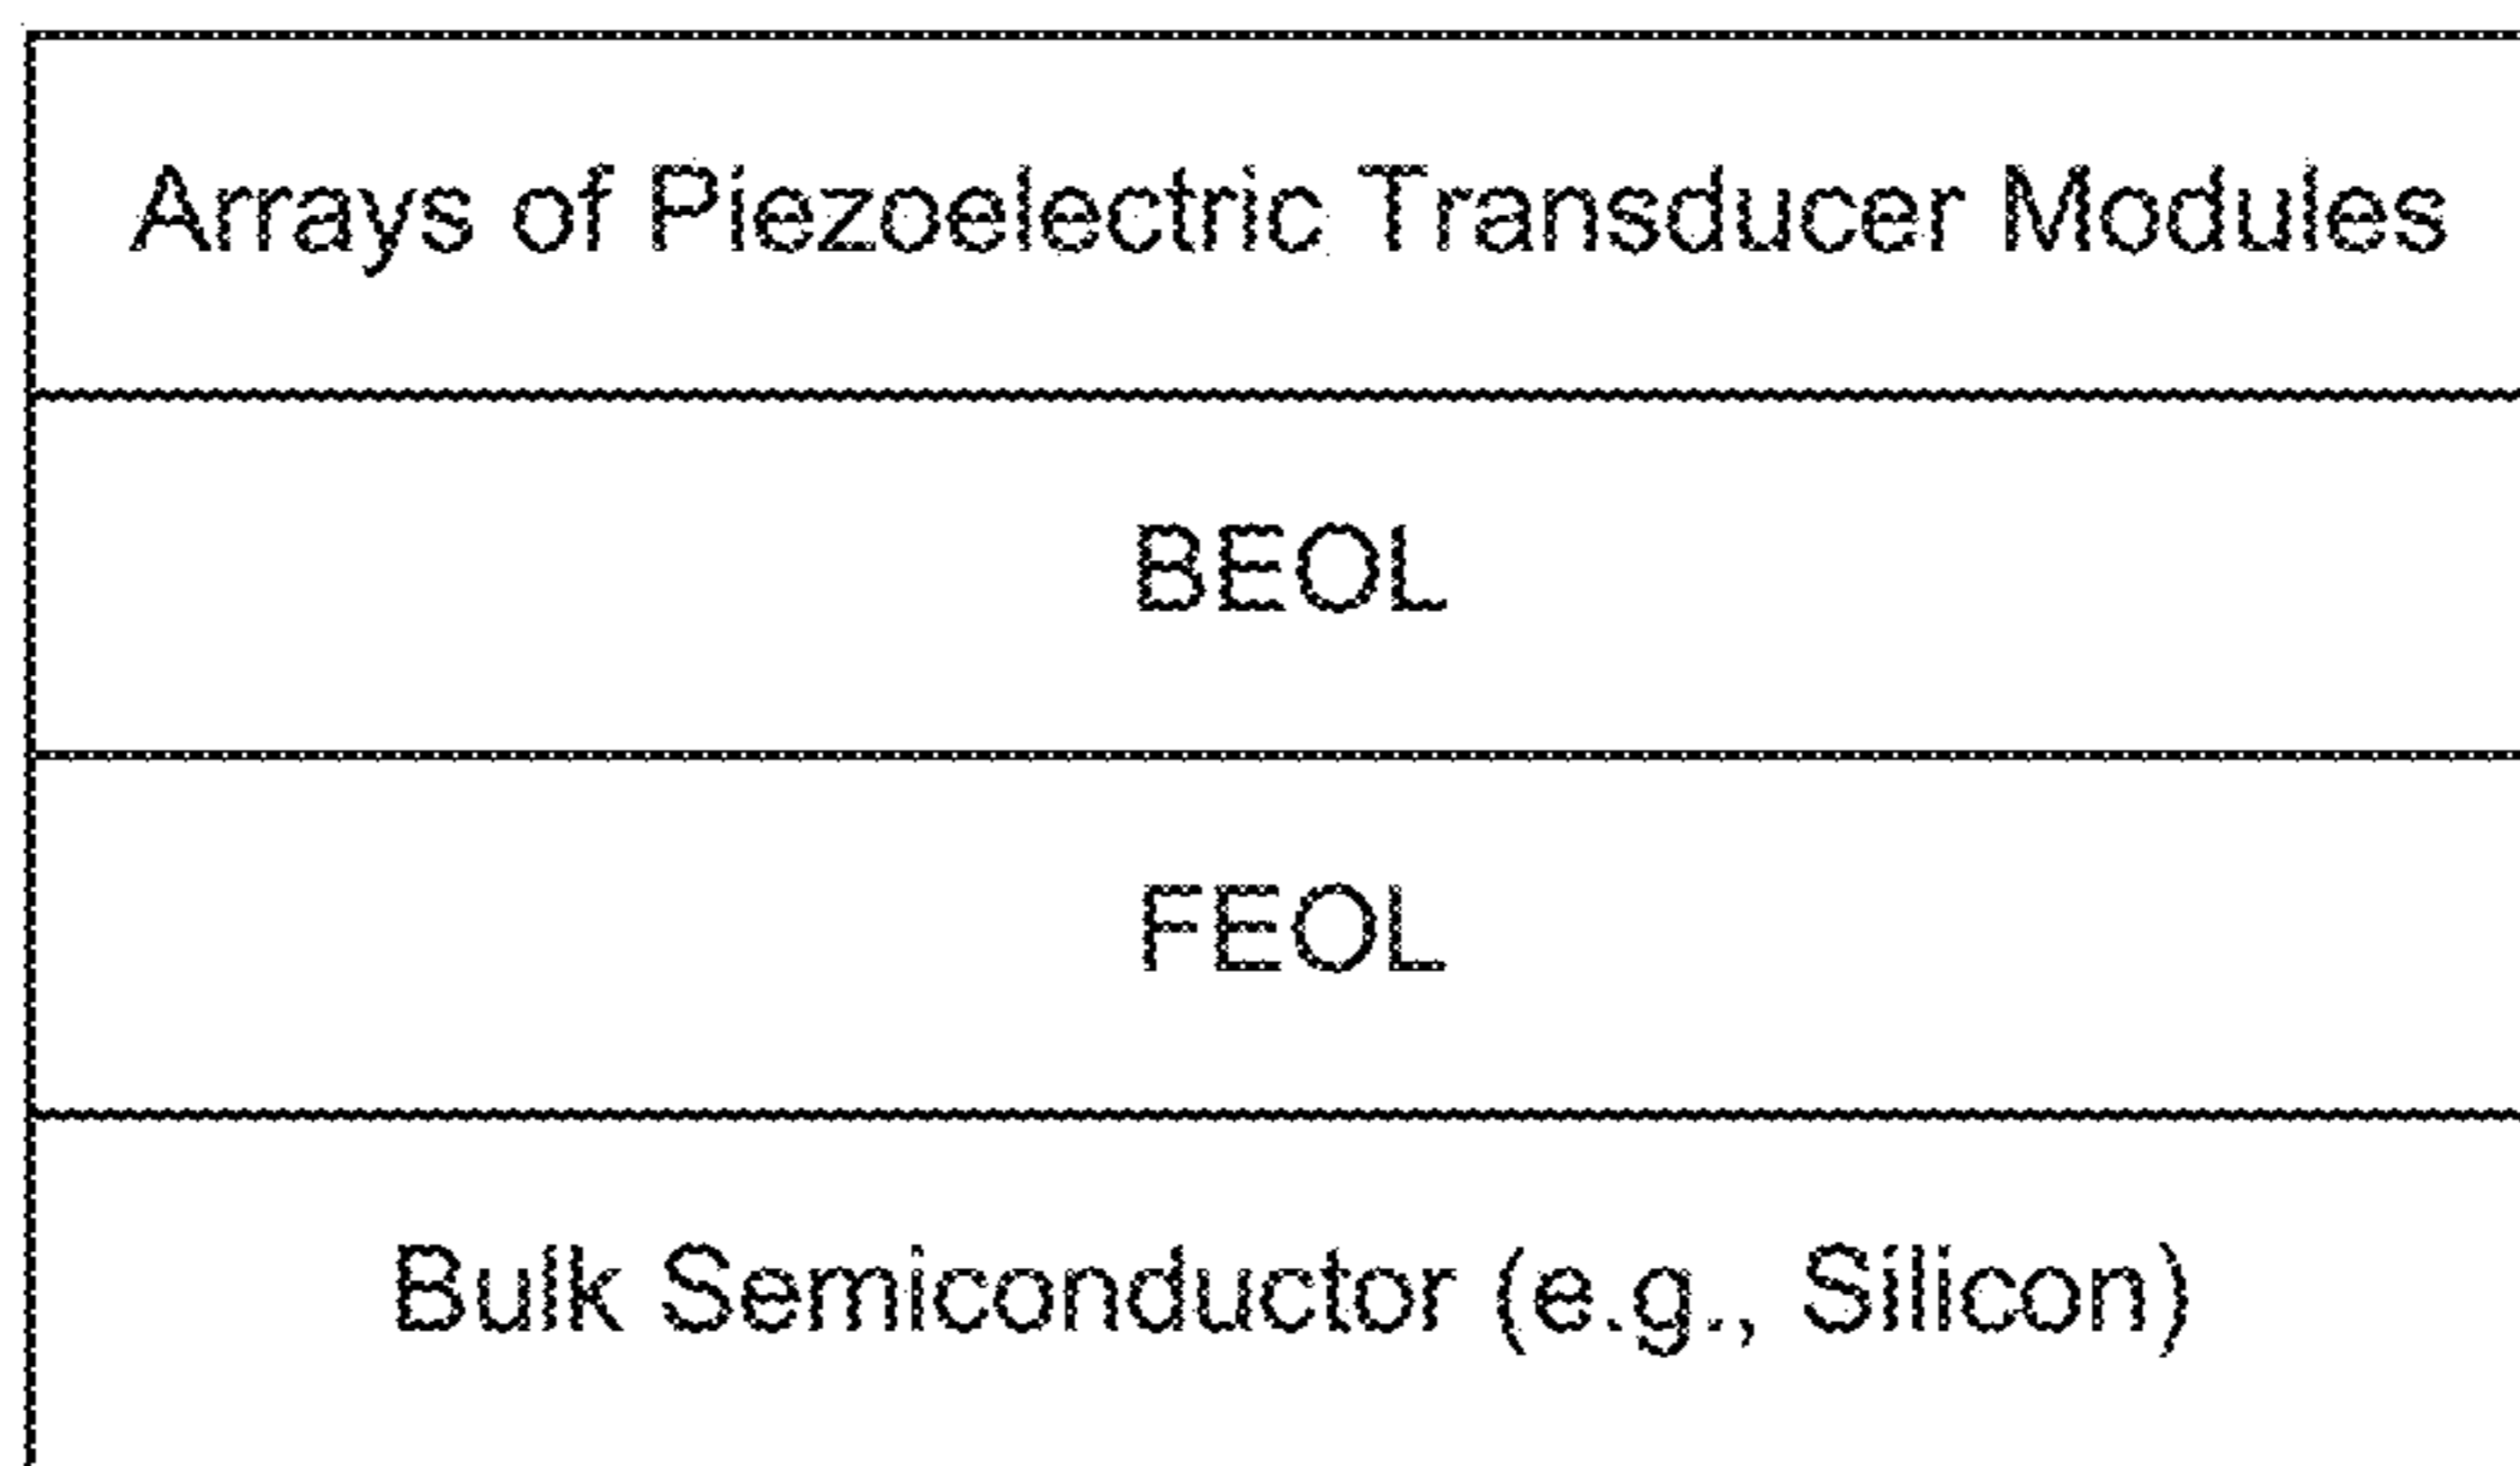 Arrays of Piezoelectric Transducer Modules
BEOL
FEOL
Bulk Semiconductor (e.g., Silicon)